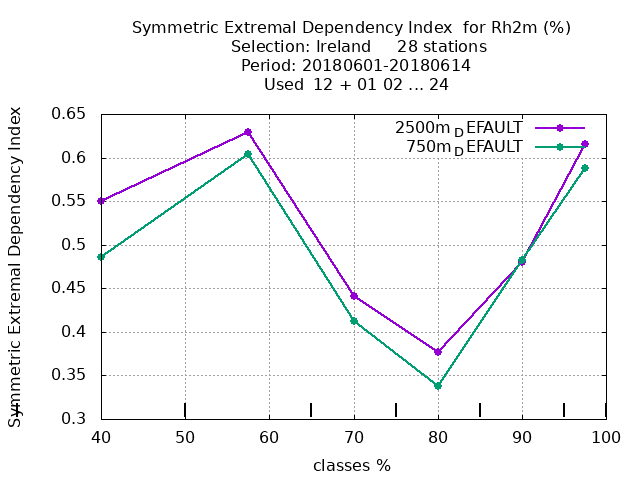 Symmetric Extremal Dependency Index for Rh2m (%)
Selection: Ireland 28 stations
Period: 20180601-20180614
Used 12 + 01 02 ... 24
Symmetric Extremal Dependency Index
0.65
0.6
0.55
0.5
0.45
0.4
0.35
0.3
2500m_DEFAULT
750m_DEFAULT
40 50 60 70 80 90 100
classes %